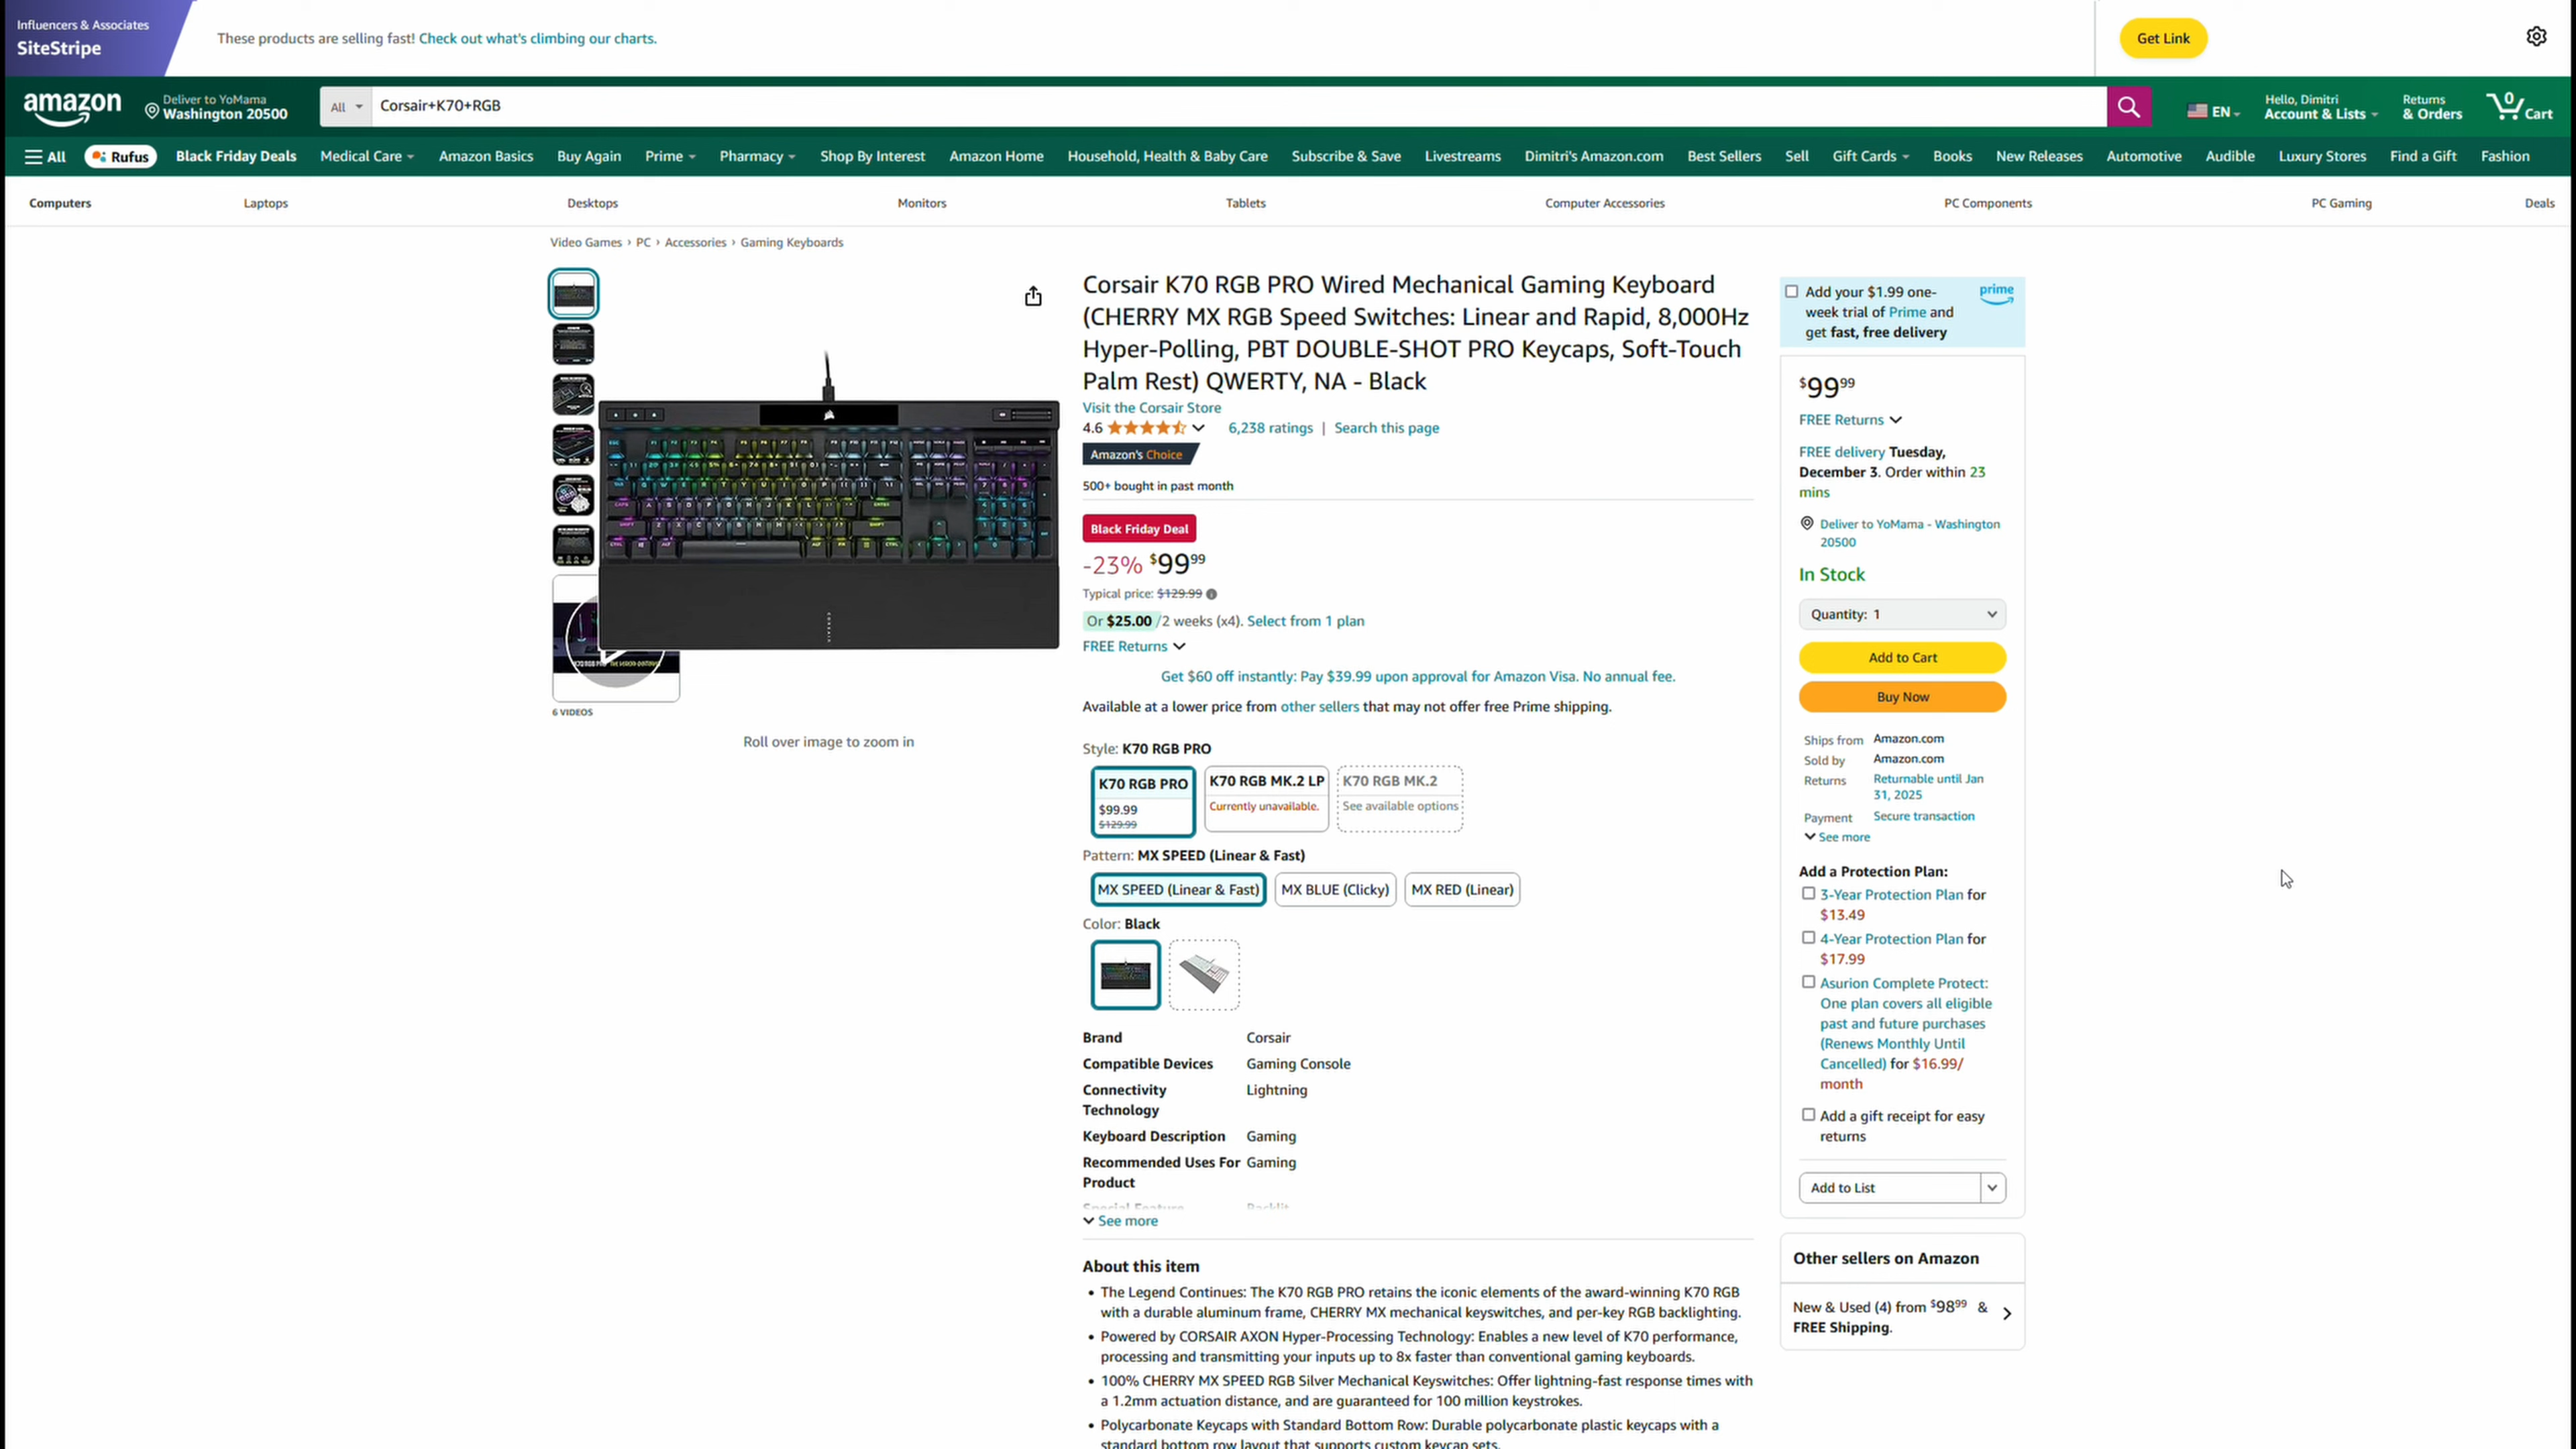 Influencers & Associates
SiteStripe
These products are selling fast! Check out what's climbing our charts.
Get Link
amazon
Deliver to YoMama
Washington 20500
All
Corsair+K70+RGB
EN
Hello, Dimitri
Account & Lists
Returns
& Orders
0
Cart
All
Rufus
Black Friday Deals
Medical Care
Amazon Basics
Buy Again
Prime
Pharmacy
Shop By Interest
Amazon Home
Household, Health & Baby Care
Subscribe & Save
Livestreams
Dimitri's Amazon.com
Best Sellers
Sell
Gift Cards
Books
New Releases
Automotive
Audible
Luxury Stores
Find a Gift
Fashion
Computers
Laptops
Desktops
Monitors
Tablets
Computer Accessories
PC Components
PC Gaming
Deals
Video Games › PC › Accessories › Gaming Keyboards
6 VIDEOS
Roll over image to zoom in
Corsair K70 RGB PRO Wired Mechanical Gaming Keyboard
(CHERRY MX RGB Speed Switches: Linear and Rapid, 8,000Hz
Hyper-Polling, PBT DOUBLE-SHOT PRO Keycaps, Soft-Touch
Palm Rest) QWERTY, NA - Black
Visit the Corsair Store
4.6
6,238 ratings | Search this page
Amazon's Choice
500+ bought in past month
Black Friday Deal
-23% $99 99
Typical price: $129.99
Or $25.00 /2 weeks (x4). Select from 1 plan
FREE Returns
Get $60 off instantly: Pay $39.99 upon approval for Amazon Visa. No annual fee.
Available at a lower price from other sellers that may not offer free Prime shipping.
Style: K70 RGB PRO
K70 RGB PRO
$99.99
$129.99
K70 RGB MK.2 LP
Currently unavailable.
K70 RGB MK.2
See available options
Pattern: MX SPEED (Linear & Fast)
MX SPEED (Linear & Fast)
MX BLUE (Clicky)
MX RED (Linear)
Color: Black
Brand Corsair
Compatible Devices Gaming Console
Connectivity Lightning
Technology
Keyboard Description Gaming
Recommended Uses For Gaming
Product
Special Feature Backlit
See more
About this item
• The Legend Continues: The K70 RGB PRO retains the iconic elements of the award-winning K70 RGB
with a durable aluminum frame, CHERRY MX mechanical keyswitches, and per-key RGB backlighting.
• Powered by CORSAIR AXON Hyper-Processing Technology: Enables a new level of K70 performance,
processing and transmitting your inputs up to 8x faster than conventional gaming keyboards.
• 100% CHERRY MX SPEED RGB Silver Mechanical Keyswitches: Offer lightning-fast response times with
a 1.2mm actuation distance, and are guaranteed for 100 million keystrokes.
• Polycarbonate Keycaps with Standard Bottom Row: Durable polycarbonate plastic keycaps with a
standard bottom row layout that supports custom keycap sets.
Add your $1.99 one-
week trial of Prime and
get fast, free delivery
prime
$99 99
FREE Returns
FREE delivery Tuesday,
December 3. Order within 23
mins
Deliver to YoMama - Washington
20500
In Stock
Quantity: 1
Add to Cart
Buy Now
Ships from Amazon.com
Sold by Amazon.com
Returns Returnable until Jan
31, 2025
Payment Secure transaction
See more
Add a Protection Plan:
3-Year Protection Plan for
$13.49
4-Year Protection Plan for
$17.99
Asurion Complete Protect:
One plan covers all eligible
past and future purchases
(Renews Monthly Until
Cancelled) for $16.99/
month
Add a gift receipt for easy
returns
Add to List
Other sellers on Amazon
New & Used (4) from $98 99 &
FREE Shipping.